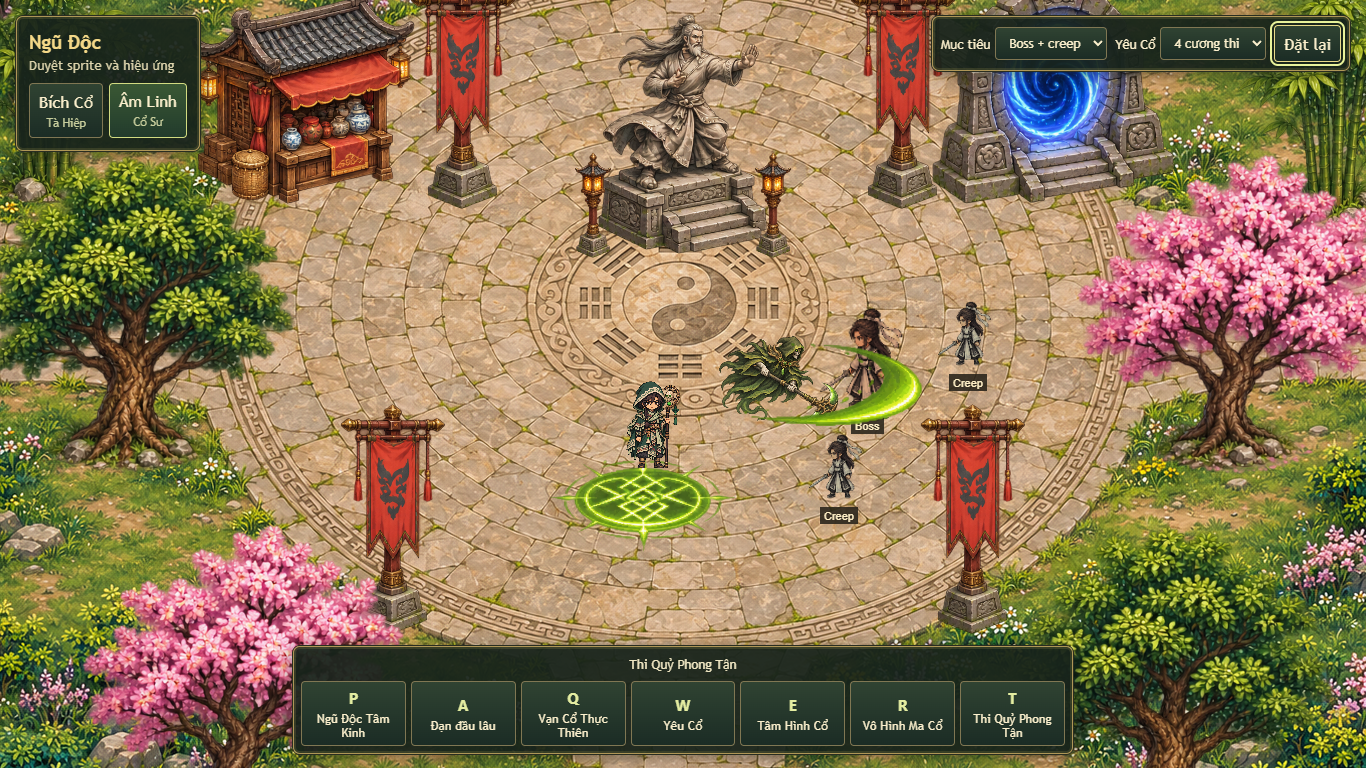 Ngũ Độc
Duyệt sprite và hiệu ứng
Bích Cổ
Tà Hiệp
Âm Linh
Cổ Sư
Mục tiêu
Boss + creep
Yêu Cổ
4 cương thi
Đặt lại
Creep
Boss
Creep
Thi Quỷ Phong Tận
P
Ngũ Độc Tâm
Kinh
A
Đạn đầu lâu
Q
Vạn Cổ Thực
Thiên
W
Yêu Cổ
E
Tâm Hình Cổ
R
Vô Hình Ma Cổ
T
Thi Quỷ Phong
Tận